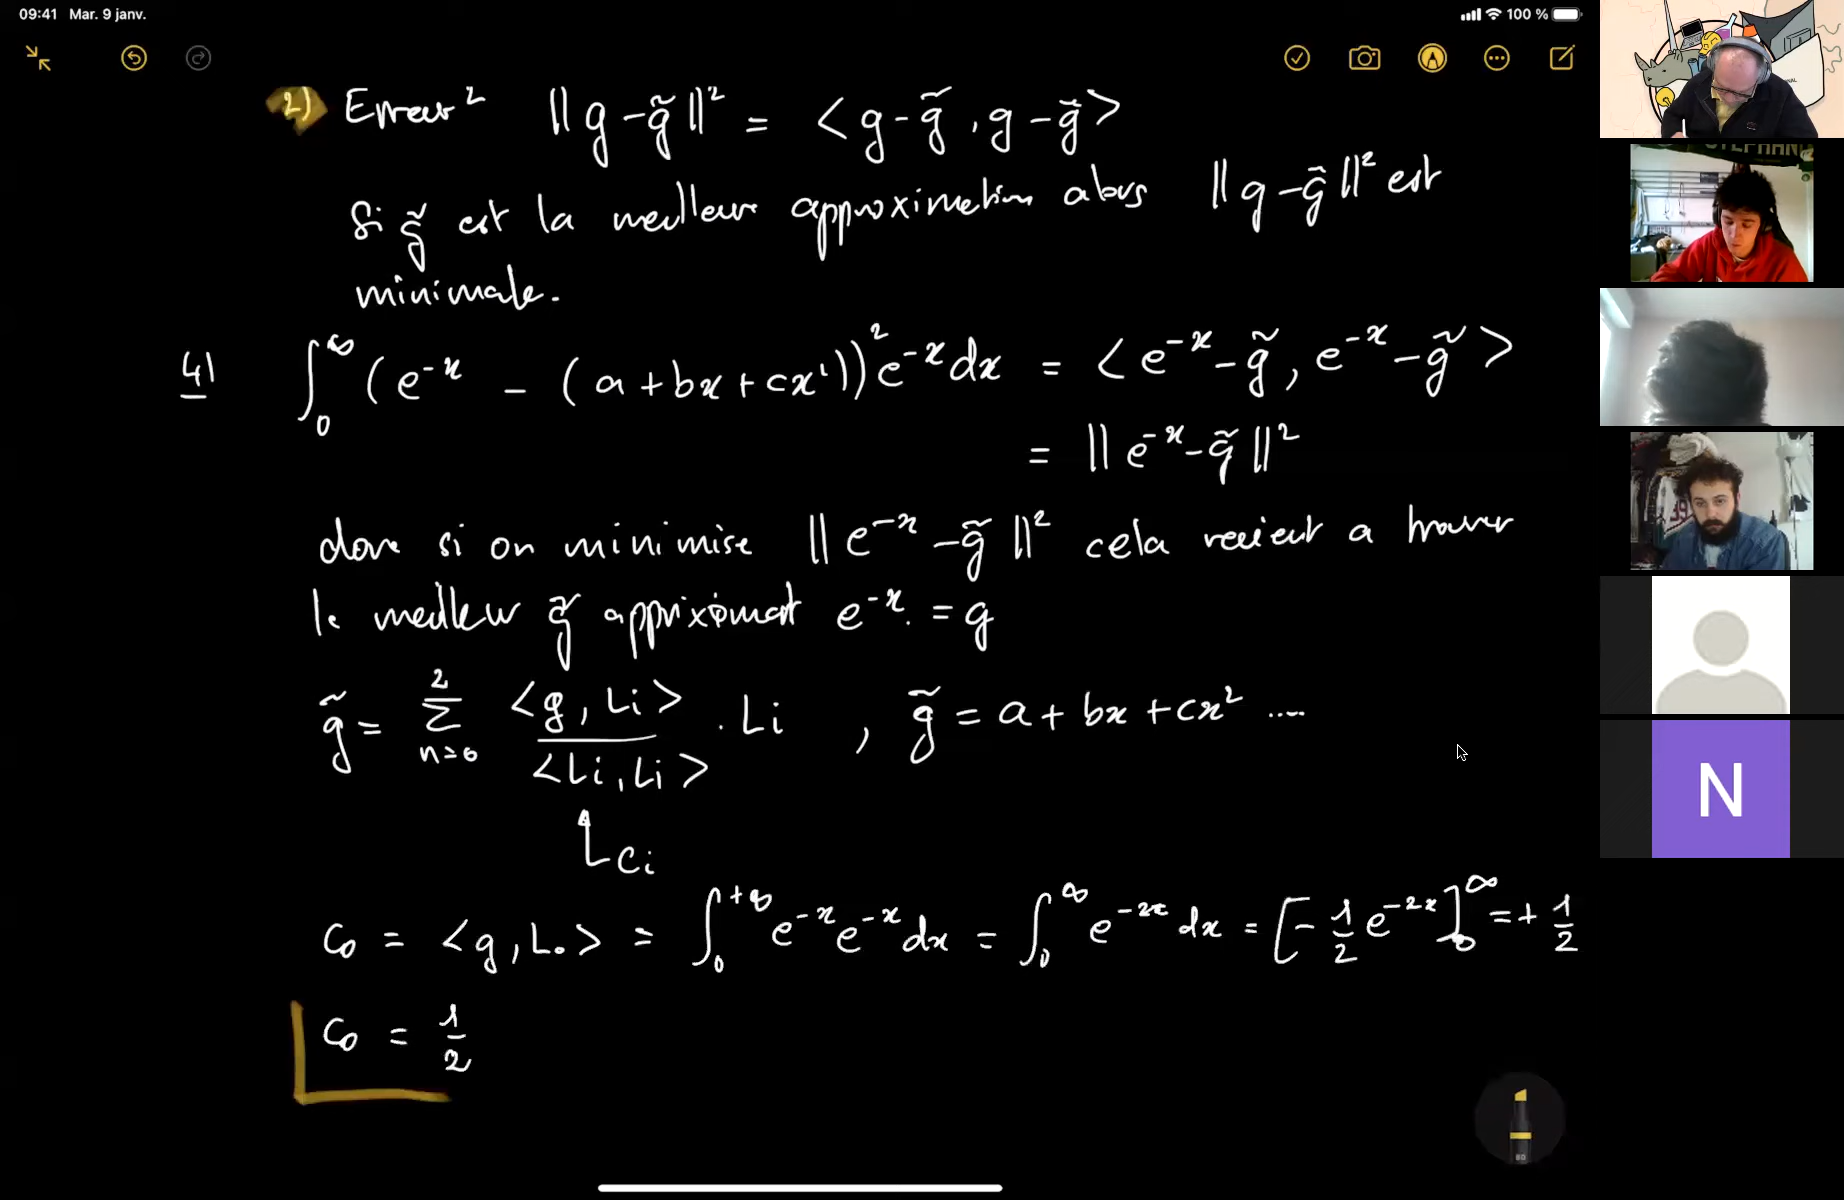 09:41 Mar. 9 janv. 100 %
2) Erreur² ‖g-g̃‖² = <g-g̃, g-g̃>
Si g̃ est la meilleure approximation alors ‖g-g̃‖² est
minimale.
4) ∫₀^∞ (e^-x - (a+bx+cx²))² e^-x dx = <e^-x - g̃, e^-x - g̃>
= ‖e^-x - g̃‖²
donc si on minimise ‖e^-x - g̃‖² cela revient a trouver
le meilleur g̃ approximant e^-x. = g
g̃ = Σ_{n=0}^{2} <g, Li> / <Li, Li> . Li , g̃ = a + bx + cx² ....
Ci
C₀ = <g, L₀> = ∫₀^+∞ e^-x e^-x dx = ∫₀^∞ e^-2x dx = [-1/2 e^-2x]₀^∞ = + 1/2
C₀ = 1/2
80
N